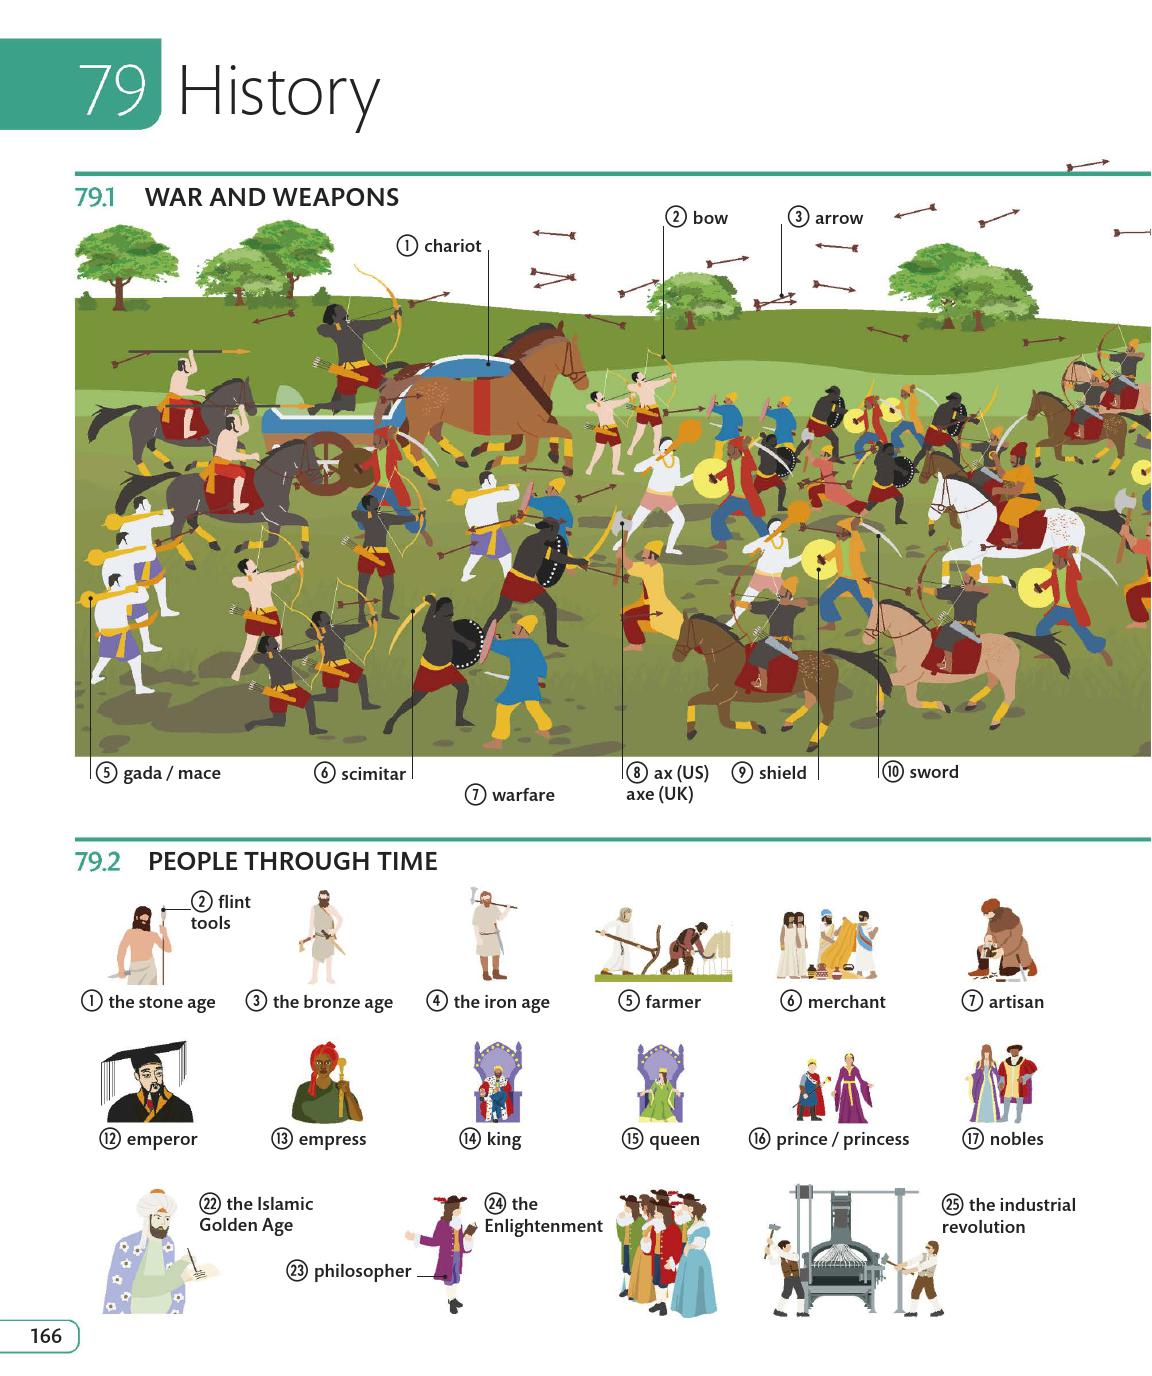 79 History
79.1 WAR AND WEAPONS
① chariot
② bow
③ arrow
⑤ gada / mace
⑥ scimitar
⑦ warfare
⑧ ax (US)
axe (UK)
⑨ shield
⑩ sword
79.2 PEOPLE THROUGH TIME
① the stone age
② flint
tools
③ the bronze age
④ the iron age
⑤ farmer
⑥ merchant
⑦ artisan
⑫ emperor
⑬ empress
⑭ king
⑮ queen
⑯ prince / princess
⑰ nobles
㉒ the Islamic
Golden Age
㉓ philosopher
㉔ the
Enlightenment
㉕ the industrial
revolution
166